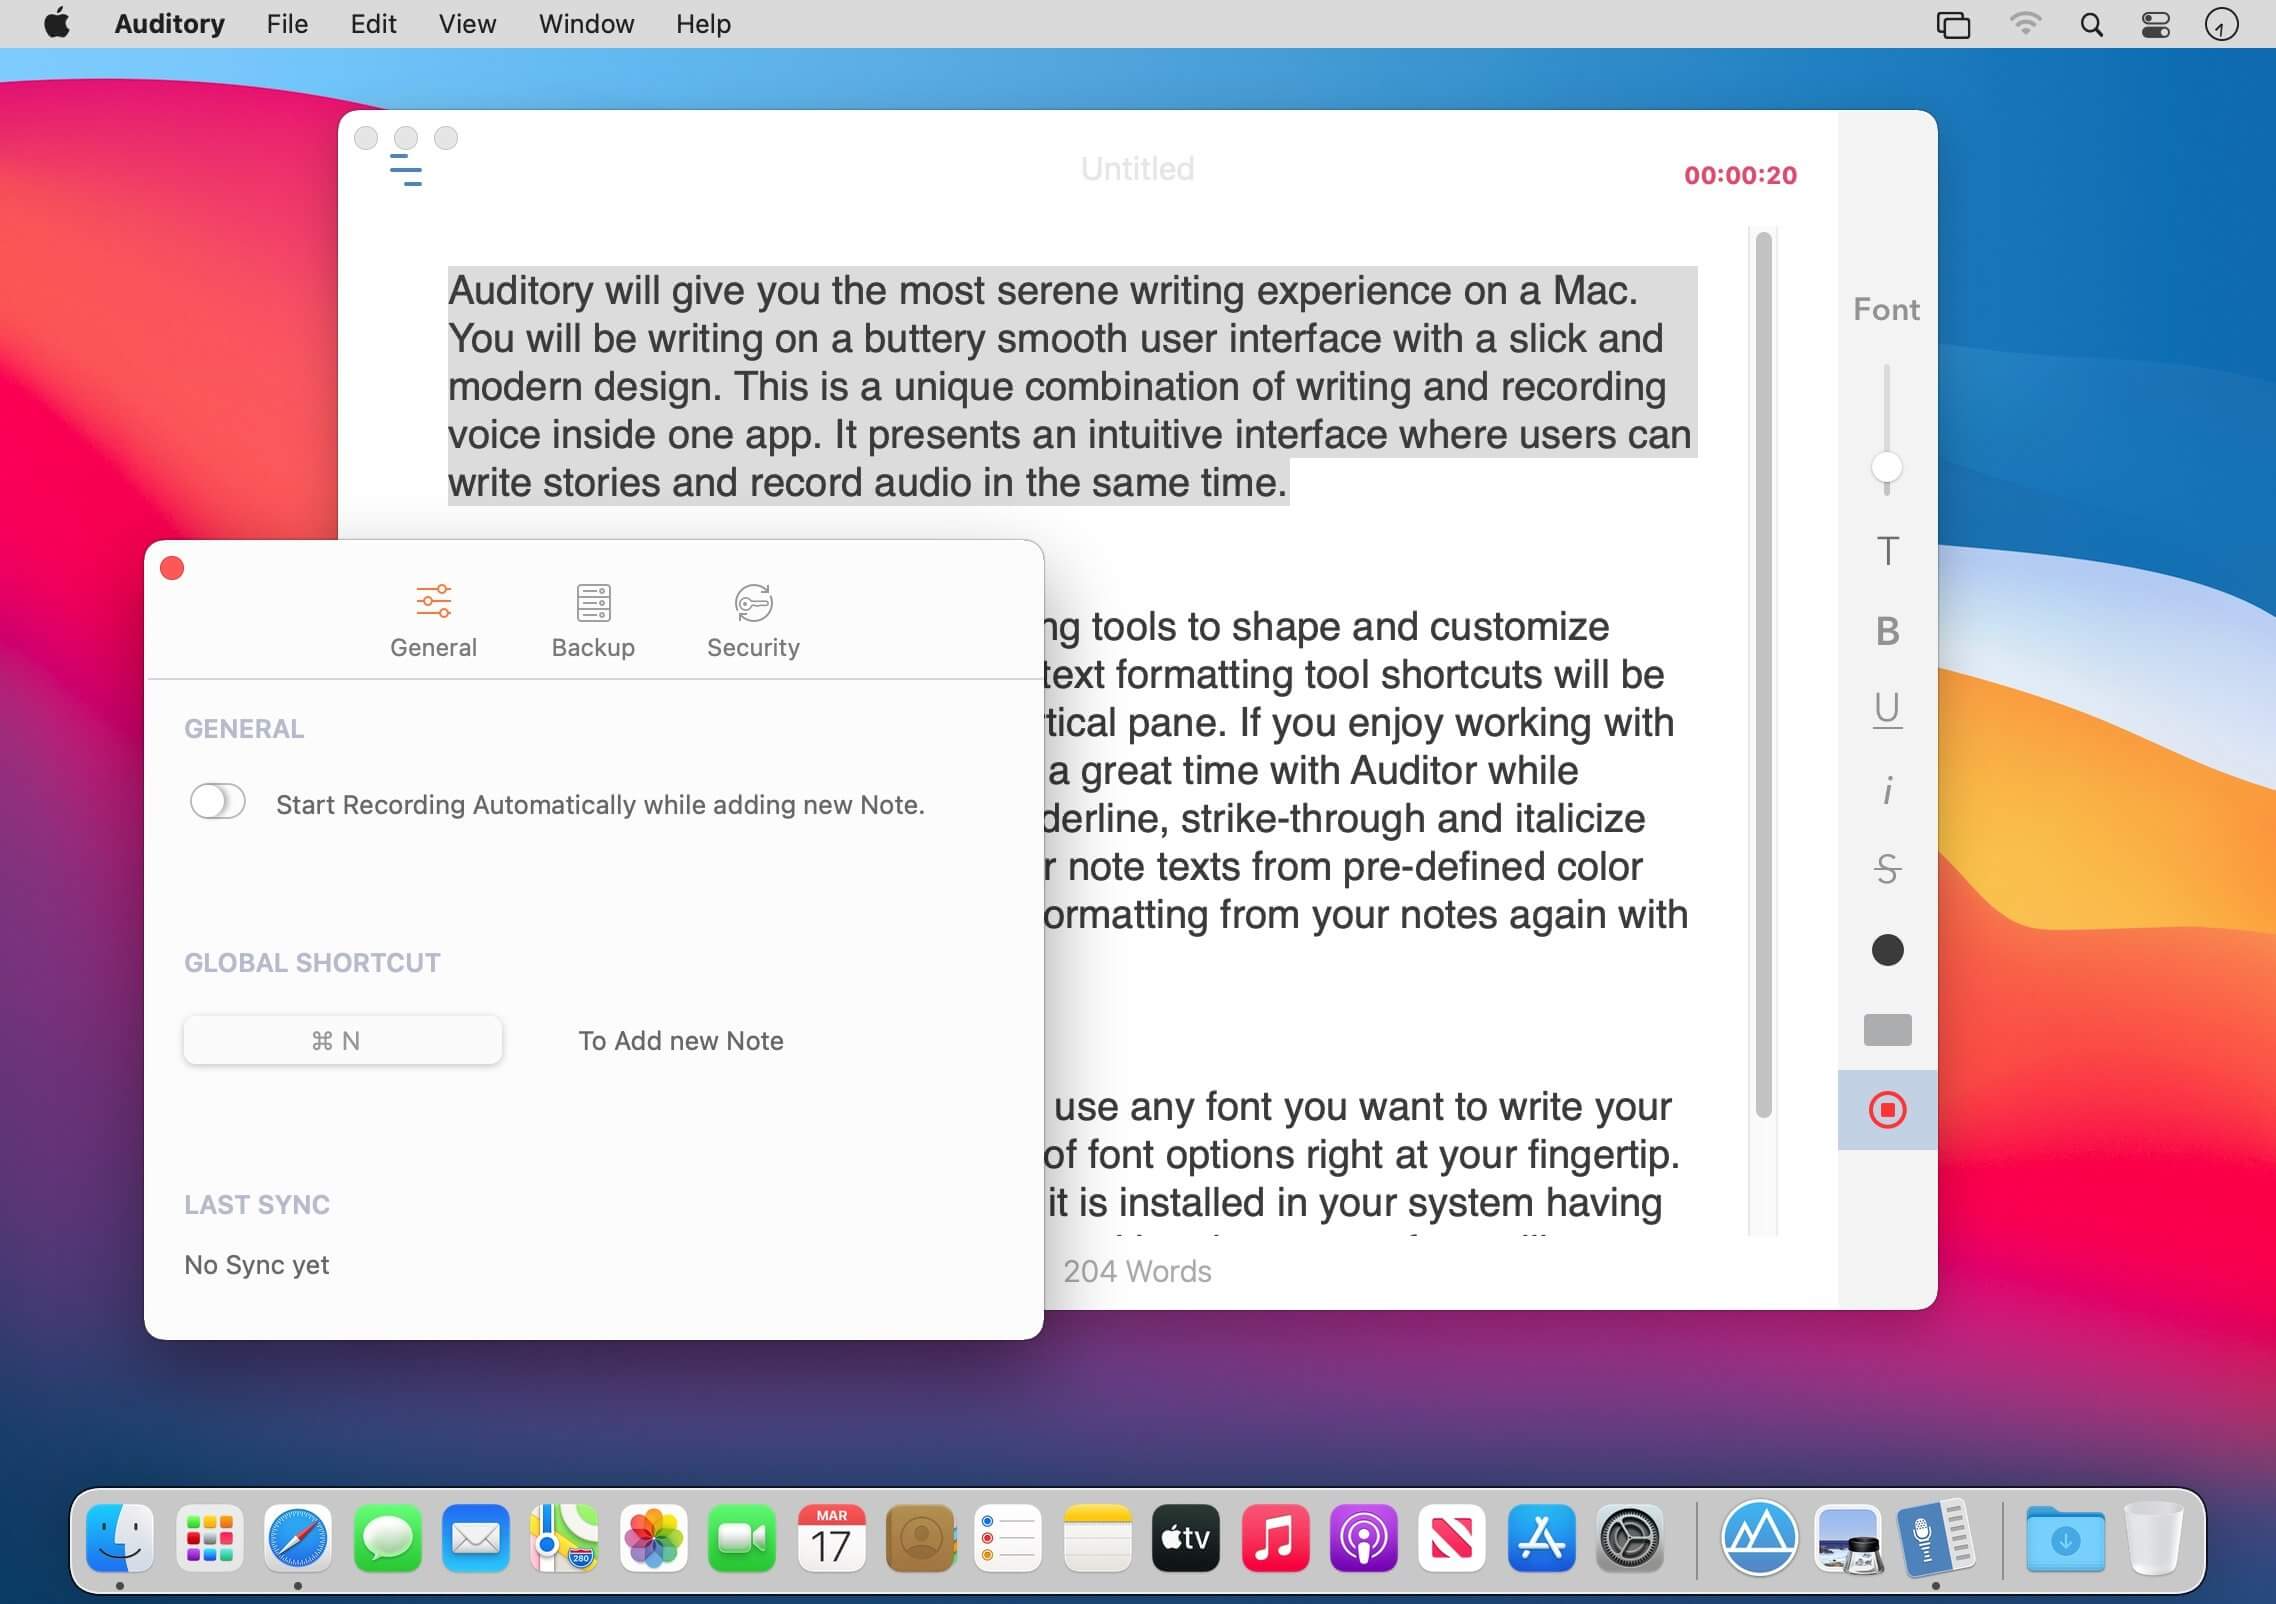 Auditory File Edit View Window Help
Untitled
00:00:20
Auditory will give you the most serene writing experience on a Mac.
You will be writing on a buttery smooth user interface with a slick and
modern design. This is a unique combination of writing and recording
voice inside one app. It presents an intuitive interface where users can
write stories and record audio in the same time.
ng tools to shape and customize
text formatting tool shortcuts will be
tical pane. If you enjoy working with
a great time with Auditor while
derline, strike-through and italicize
r note texts from pre-defined color
ormatting from your notes again with
use any font you want to write your
of font options right at your fingertip.
it is installed in your system having
204 Words
Font
T
B
U
i
S
General Backup Security
GENERAL
Start Recording Automatically while adding new Note.
GLOBAL SHORTCUT
⌘ N To Add new Note
LAST SYNC
No Sync yet
280
MAR
17
tv